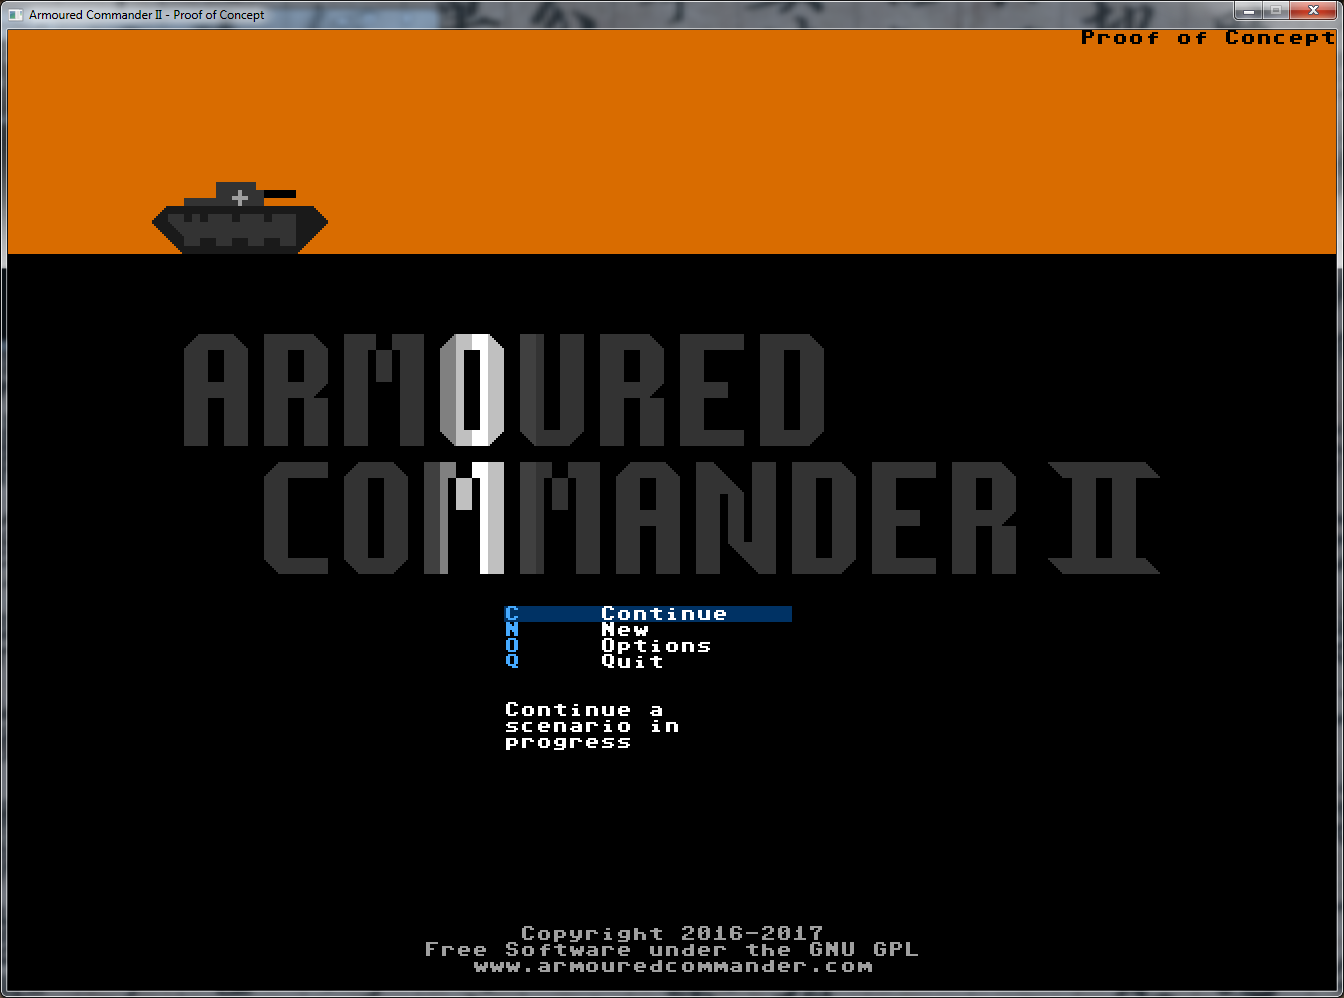 Armoured Commander II - Proof of Concept
Proof of Concept
ARMOURED
COMMANDER II
C Continue
N New
O Options
Q Quit
Continue a
scenario in
progress
Copyright 2016-2017
Free Software under the GNU GPL
www.armouredcommander.com